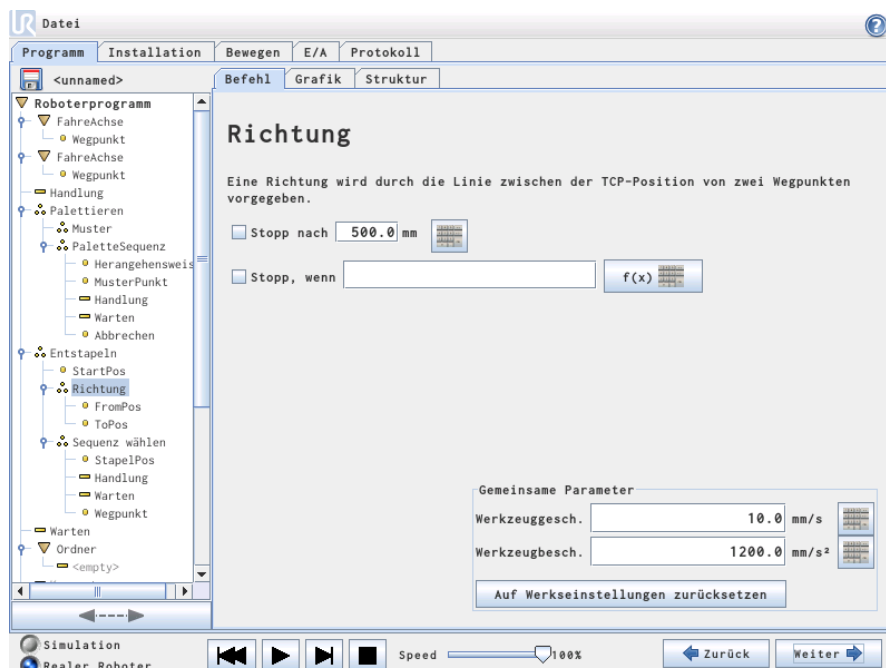 UR Datei
?
Programm Installation Bewegen E/A Protokoll
<unnamed>
Befehl Grafik Struktur
Roboterprogramm
FahreAchse
Wegpunkt
FahreAchse
Wegpunkt
Handlung
Palettieren
Muster
PaletteSequenz
Herangehensweis
MusterPunkt
Handlung
Warten
Abbrechen
Entstapeln
StartPos
Richtung
FromPos
ToPos
Sequenz wählen
StapelPos
Handlung
Warten
Wegpunkt
Warten
Ordner
<empty>
Richtung
Eine Richtung wird durch die Linie zwischen der TCP-Position von zwei Wegpunkten
vorgegeben.
Stopp nach 500.0 mm
Stopp, wenn f(x)
Gemeinsame Parameter
Werkzeuggesch. 10.0 mm/s
Werkzeugbesch. 1200.0 mm/s²
Auf Werkseinstellungen zurücksetzen
Simulation
Realer Roboter
Speed 100%
Zurück Weiter